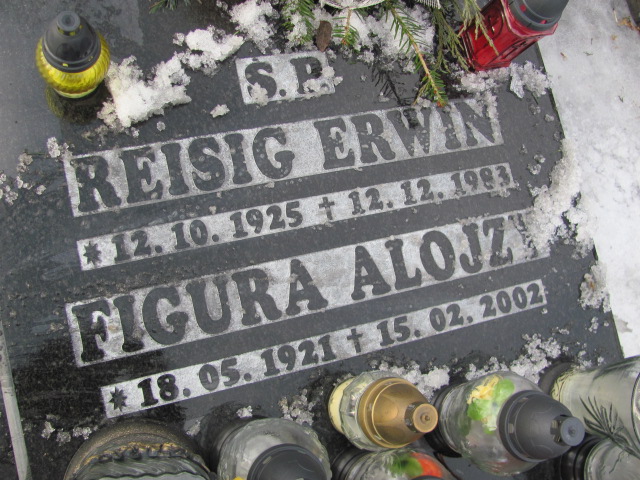 Ś.P.
REISIG ERWIN
* 12. 10. 1925 † 12. 12. 1983
FIGURA ALOJZY
* 18. 05. 1921 † 15. 02. 2002